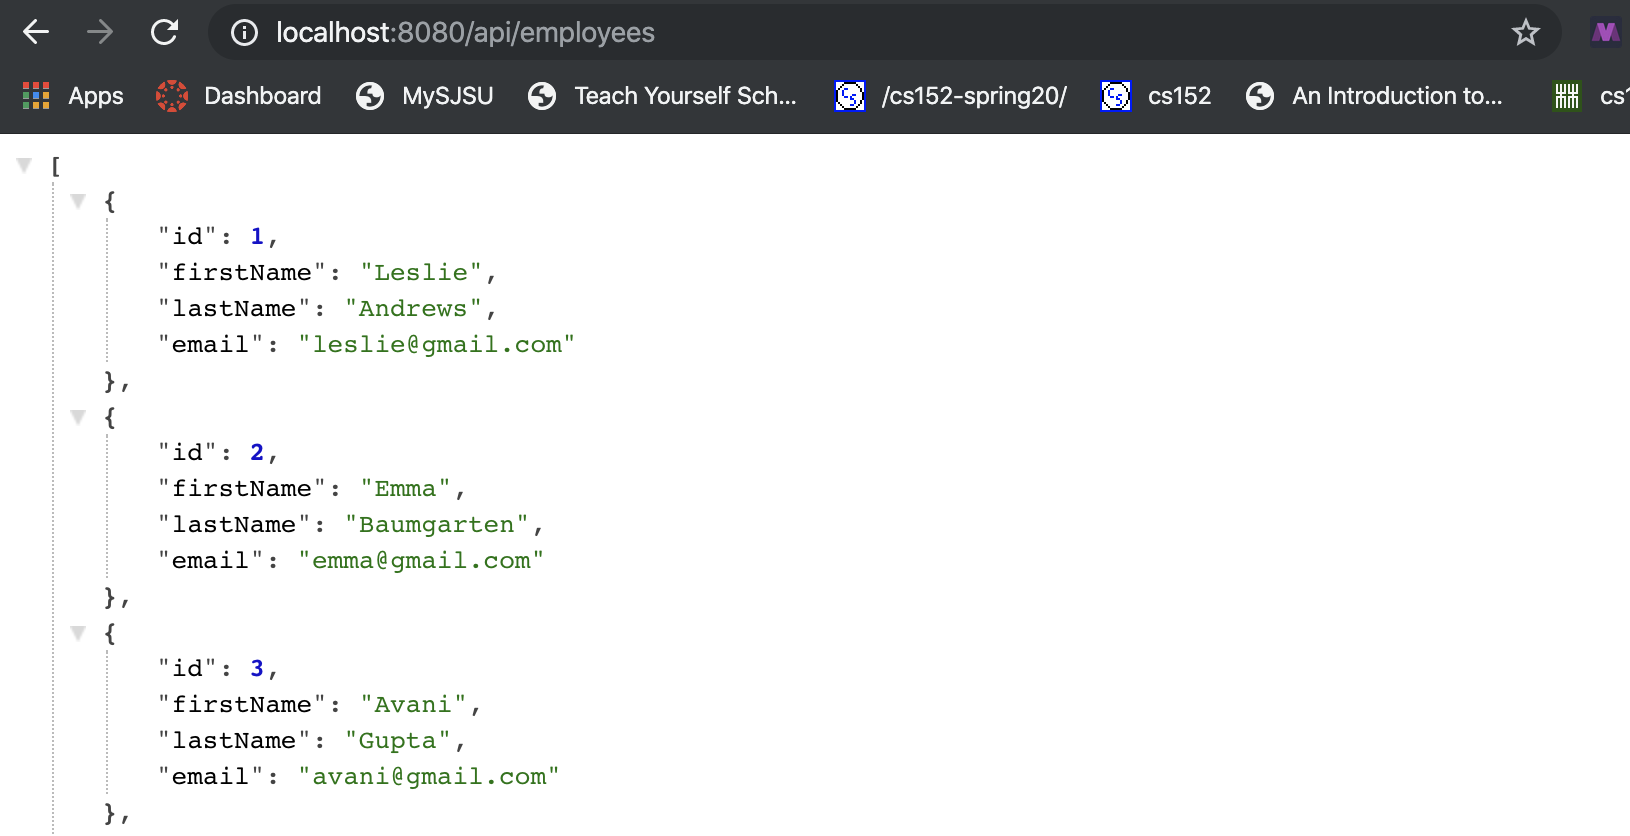 localhost:8080/api/employees
Apps Dashboard MySJSU Teach Yourself Sch... /cs152-spring20/ cs152 An Introduction to...
[
{
"id": 1,
"firstName": "Leslie",
"lastName": "Andrews",
"email": "leslie@gmail.com"
},
{
"id": 2,
"firstName": "Emma",
"lastName": "Baumgarten",
"email": "emma@gmail.com"
},
{
"id": 3,
"firstName": "Avani",
"lastName": "Gupta",
"email": "avani@gmail.com"
},